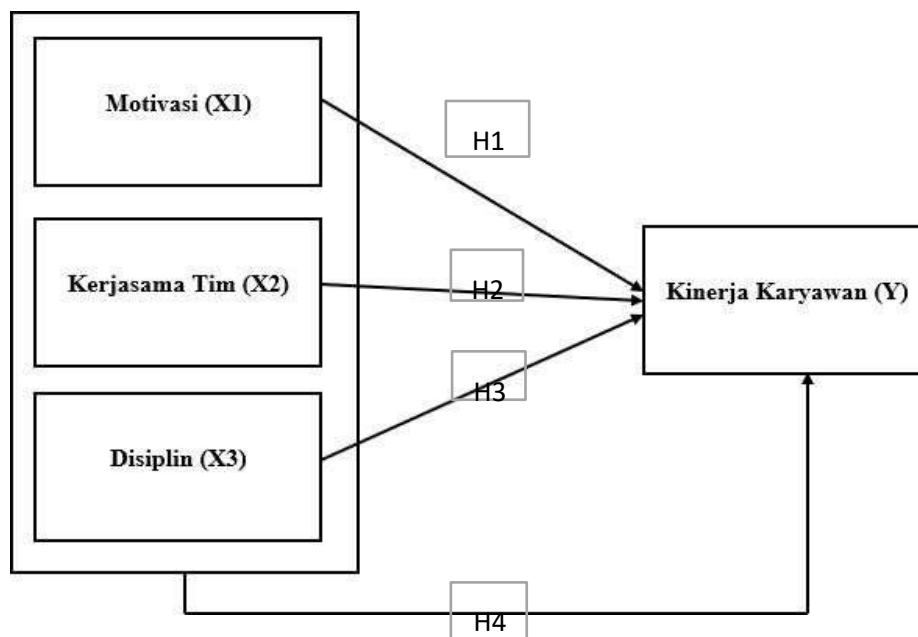 Motivasi (X1)
H1
Kerjasama Tim (X2)
H2
Kinerja Karyawan (Y)
H3
Disiplin (X3)
H4